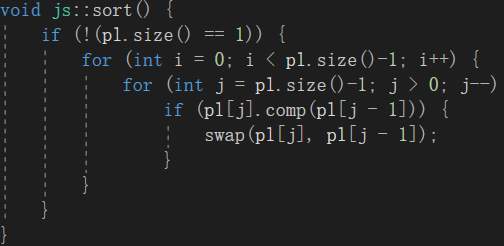 void js::sort() {
if (!(pl.size() == 1)) {
for (int i = 0; i < pl.size()-1; i++) {
for (int j = pl.size()-1; j > 0; j--)
if (pl[j].comp(pl[j - 1])) {
swap(pl[j], pl[j - 1]);
}
}
}
}